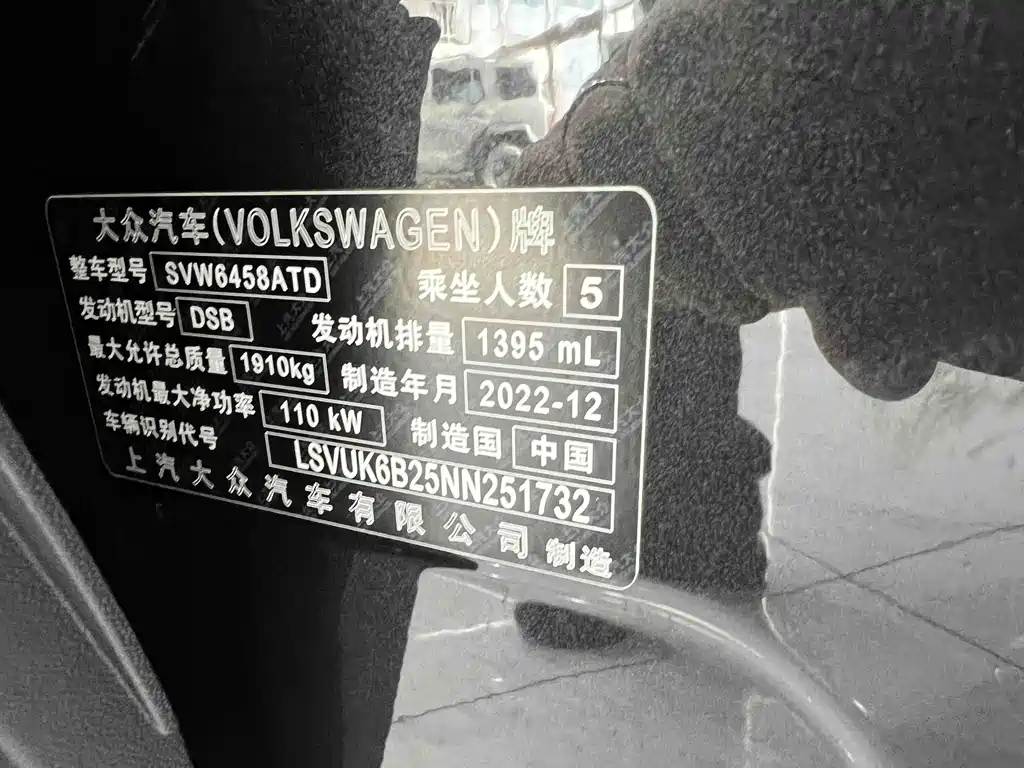 大众汽车(VOLKSWAGEN)牌
整车型号 SVW6458ATD 乘坐人数 5
发动机型号 DSB 发动机排量 1395 mL
最大允许总质量 1910kg 制造年月 2022-12
发动机最大净功率 110 kW 制造国 中国
车辆识别代号 LSVUK6B25NN251732
上汽大众汽车有限公司制造